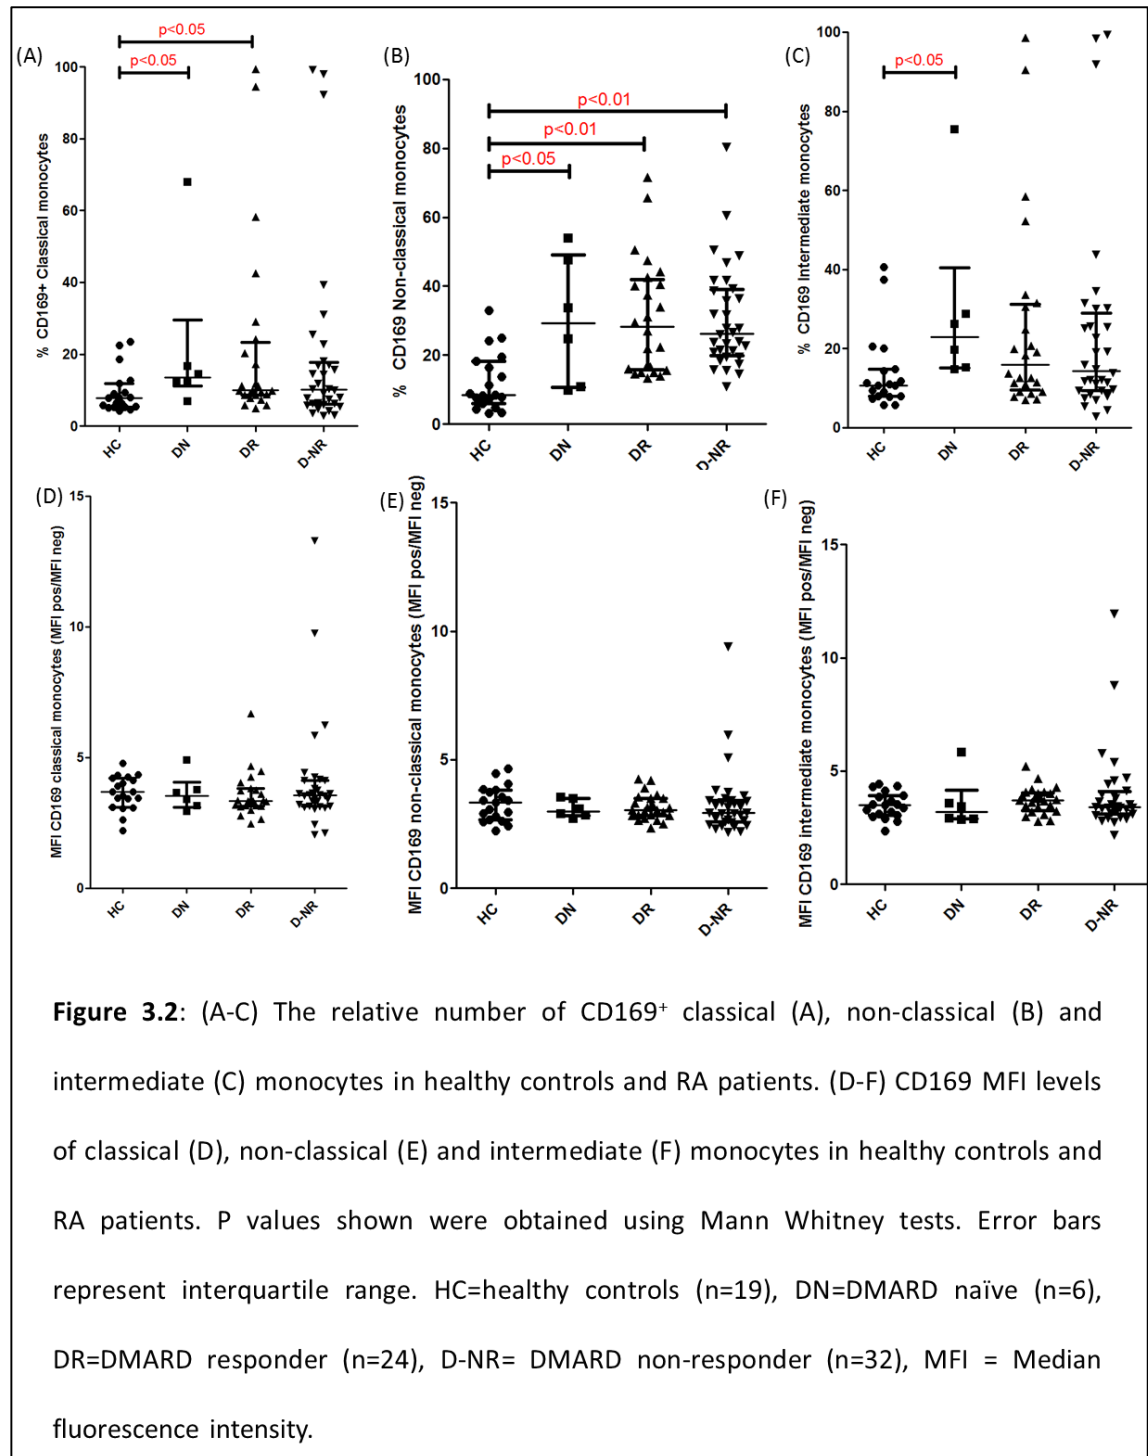 (A)
p<0.05
p<0.05
% CD169+ Classical monocytes
100
80
60
40
20
0
HC
DN
DR
D-NR
(B)
p<0.01
p<0.01
p<0.05
% CD169 Non-classical monocytes
100
80
60
40
20
0
HC
DN
DR
D-NR
(C)
p<0.05
% CD169 Intermediate monocytes
100
80
60
40
20
0
HC
DN
DR
D-NR
(D)
MFI CD169 classical monocytes (MFI pos/MFI neg)
15
10
5
0
HC
DN
DR
D-NR
(E)
MFI CD169 non-classical monocytes (MFI pos/MFI neg)
15
10
5
0
HC
DN
DR
D-NR
(F)
MFI CD169 intermediate monocytes (MFI pos/MFI neg)
15
10
5
0
HC
DN
DR
D-NR
Figure 3.2: (A-C) The relative number of CD169⁺ classical (A), non-classical (B) and
intermediate (C) monocytes in healthy controls and RA patients. (D-F) CD169 MFI levels
of classical (D), non-classical (E) and intermediate (F) monocytes in healthy controls and
RA patients. P values shown were obtained using Mann Whitney tests. Error bars
represent interquartile range. HC=healthy controls (n=19), DN=DMARD naïve (n=6),
DR=DMARD responder (n=24), D-NR= DMARD non-responder (n=32), MFI = Median
fluorescence intensity.